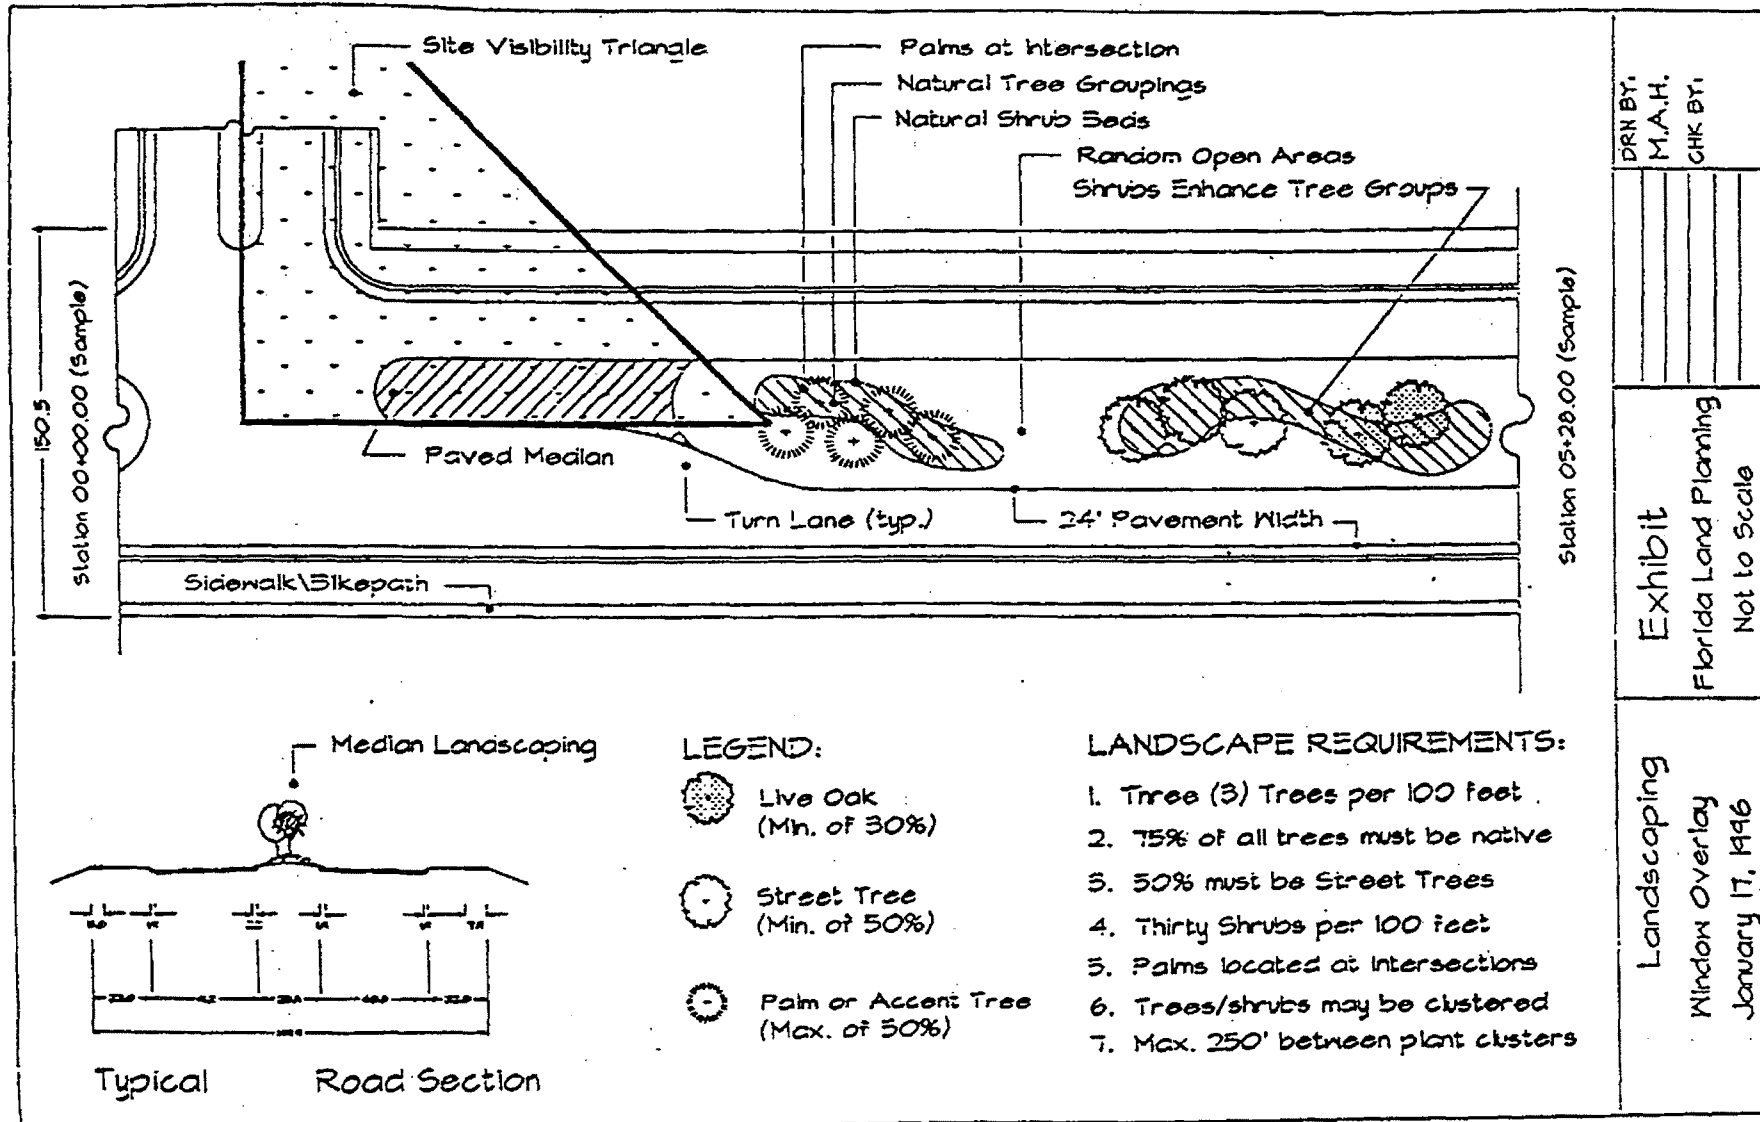 Site Visibility Triangle
Palms at Intersection
Natural Tree Groupings
Natural Shrub Beds
Random Open Areas
Shrubs Enhance Tree Groups
150.5
Station 00+00.00 (Sample)
Station 05+28.00 (Sample)
Paved Median
Turn Lane (typ.)
24' Pavement Width
Sidewalk\Bikepath
Median Landscaping
Typical Road Section
LEGEND:
Live Oak
(Min. of 30%)
Street Tree
(Min. of 50%)
Palm or Accent Tree
(Max. of 50%)
LANDSCAPE REQUIREMENTS:
1. Three (3) Trees per 100 feet
2. 75% of all trees must be native
3. 50% must be Street Trees
4. Thirty Shrubs per 100 feet
5. Palms located at Intersections
6. Trees/shrubs may be clustered
7. Max. 250' between plant clusters
DRN BY:
M.A.H.
CHK BY:
Exhibit
Florida Land Planning
Not to Scale
Landscaping
Window Overlay
January 17, 1996